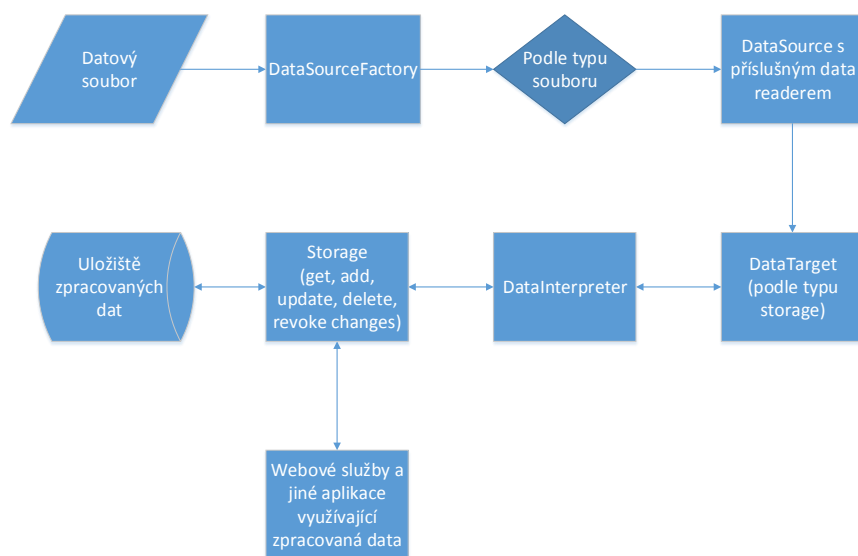 Datový
soubor
DataSourceFactory
Podle typu
souboru
DataSource s
příslušným data
readerem
Uložiště
zpracovaných
dat
Storage
(get, add,
update, delete,
revoke changes)
DataInterpreter
DataTarget
(podle typu
storage)
Webové služby a
jiné aplikace
využívající
zpracovaná data